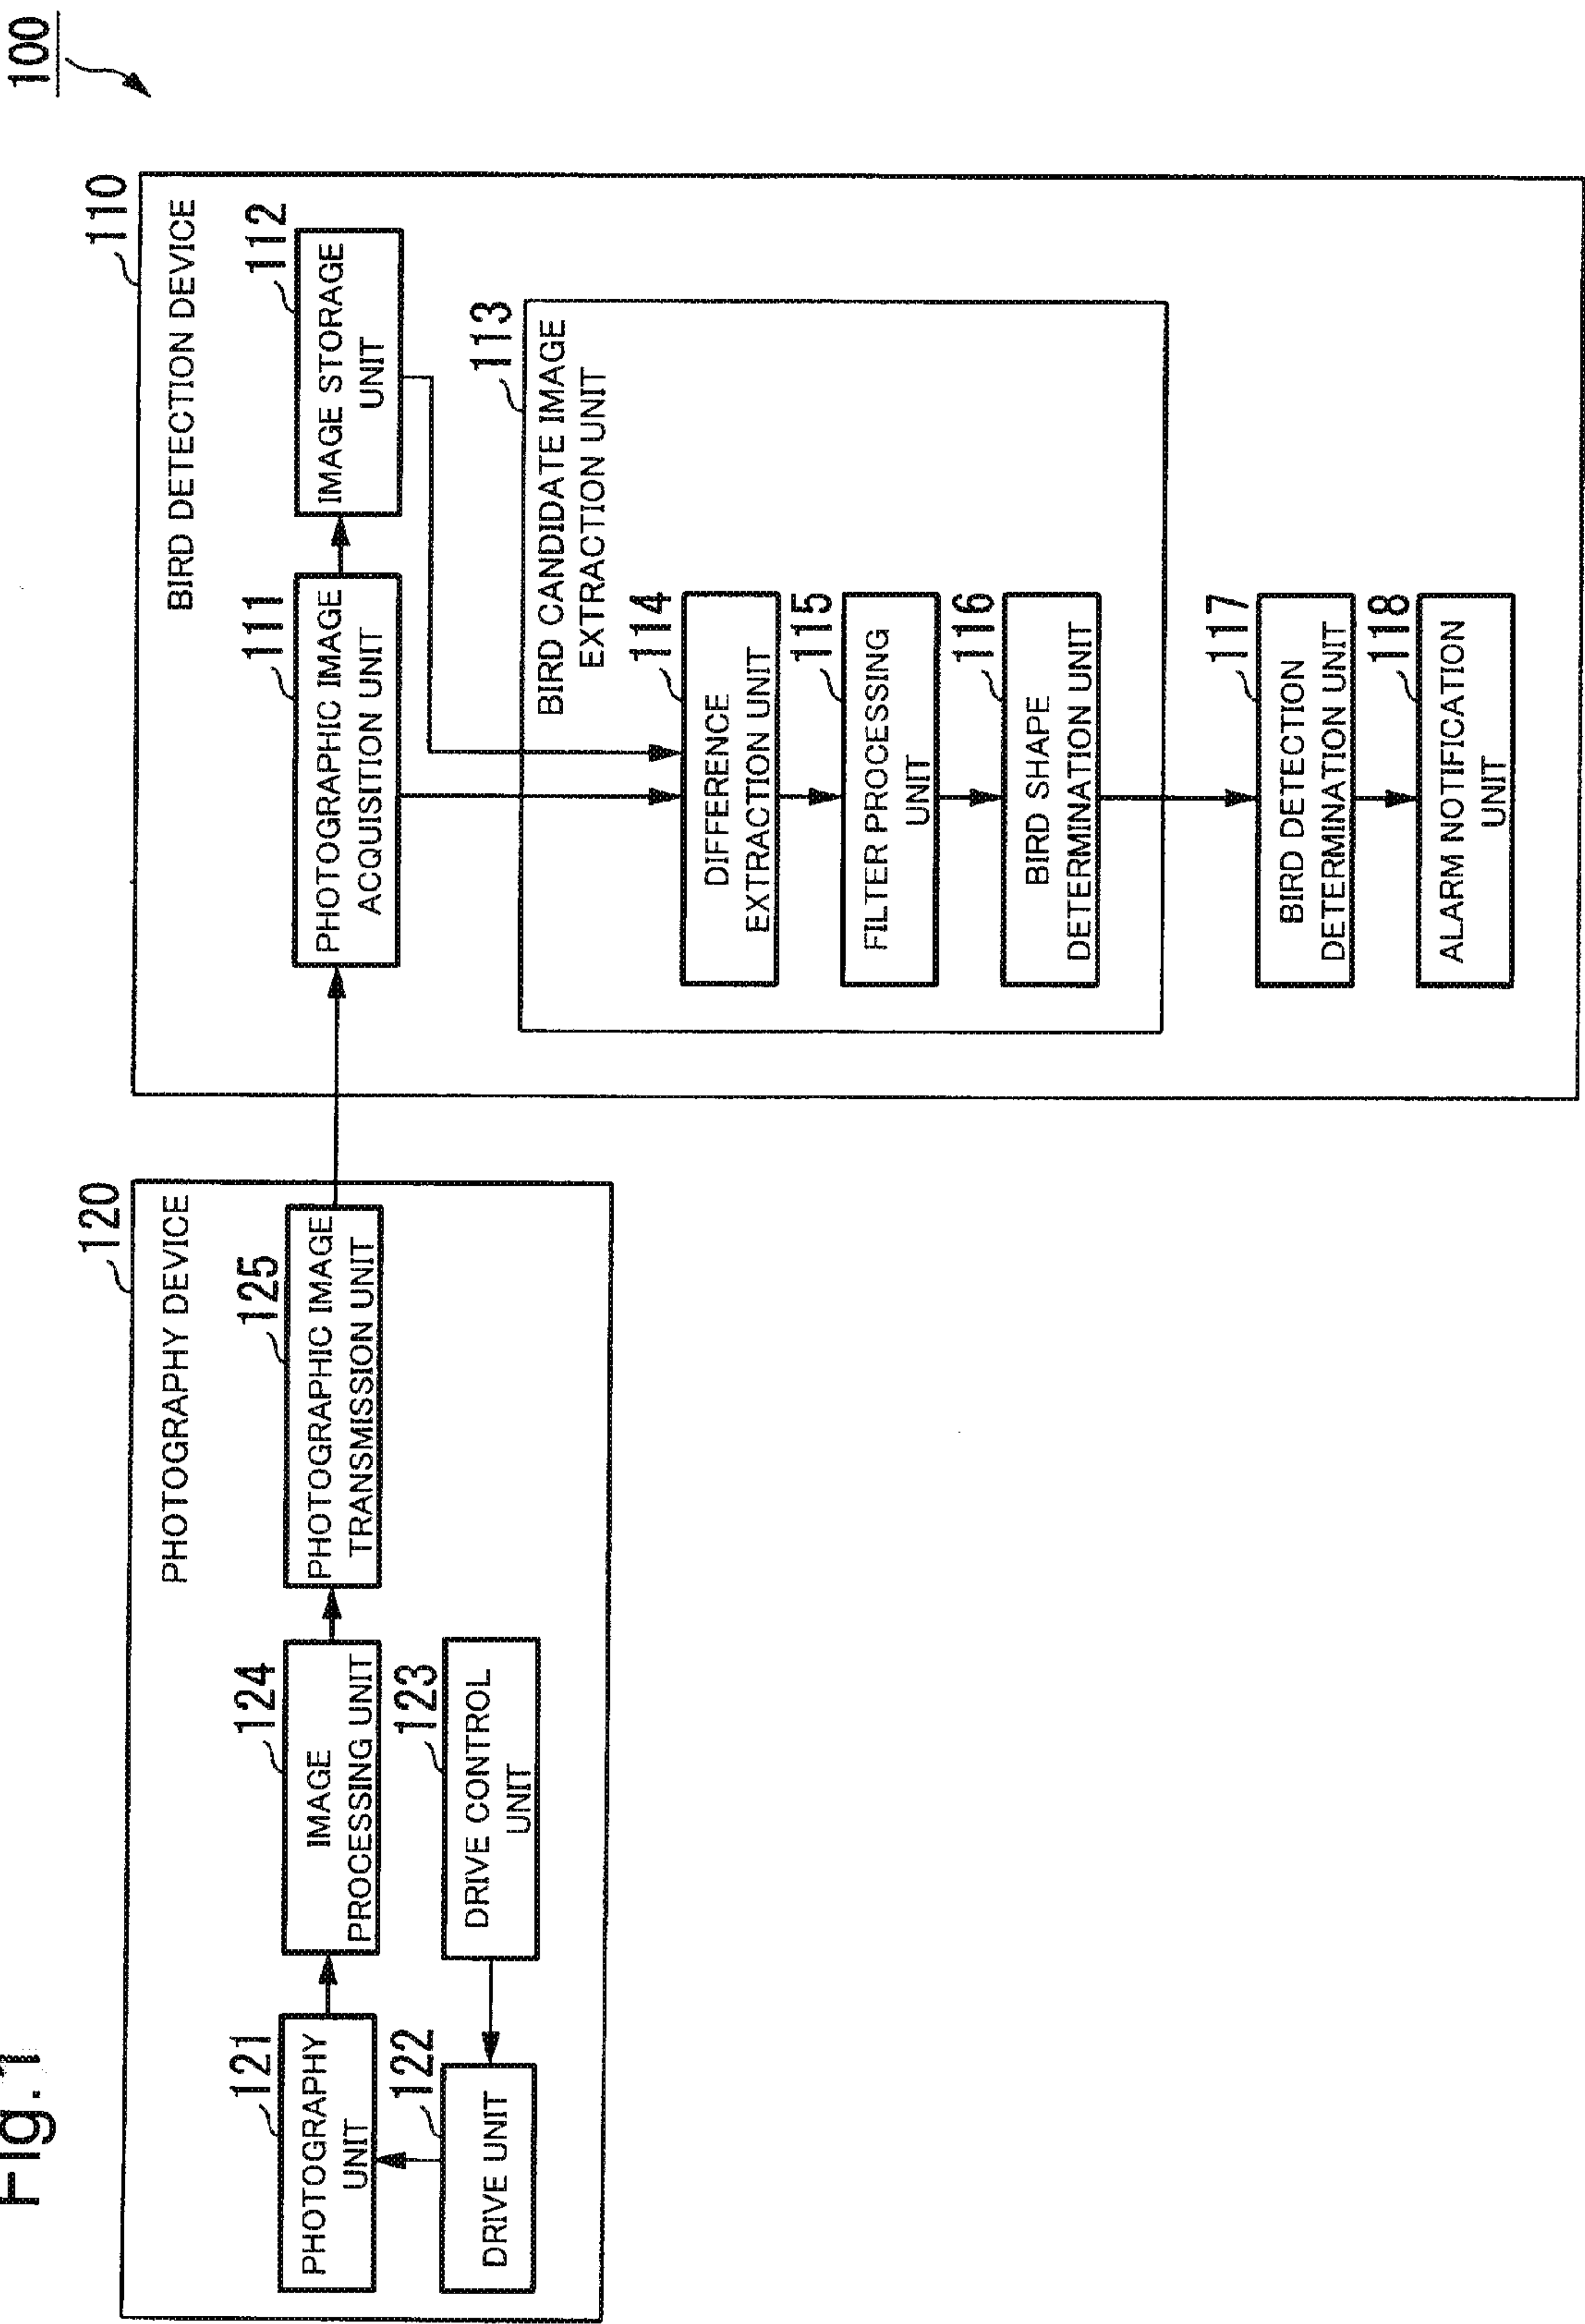 Fig.1
100
120
PHOTOGRAPHY DEVICE
121
PHOTOGRAPHY
UNIT
122
DRIVE UNIT
124
IMAGE
PROCESSING UNIT
123
DRIVE CONTROL
UNIT
125
PHOTOGRAPHIC IMAGE
TRANSMISSION UNIT
110
BIRD DETECTION DEVICE
111
PHOTOGRAPHIC IMAGE
ACQUISITION UNIT
112
IMAGE STORAGE
UNIT
113
BIRD CANDIDATE IMAGE
EXTRACTION UNIT
114
DIFFERENCE
EXTRACTION UNIT
115
FILTER PROCESSING
UNIT
116
BIRD SHAPE
DETERMINATION UNIT
117
BIRD DETECTION
DETERMINATION UNIT
118
ALARM NOTIFICATION
UNIT